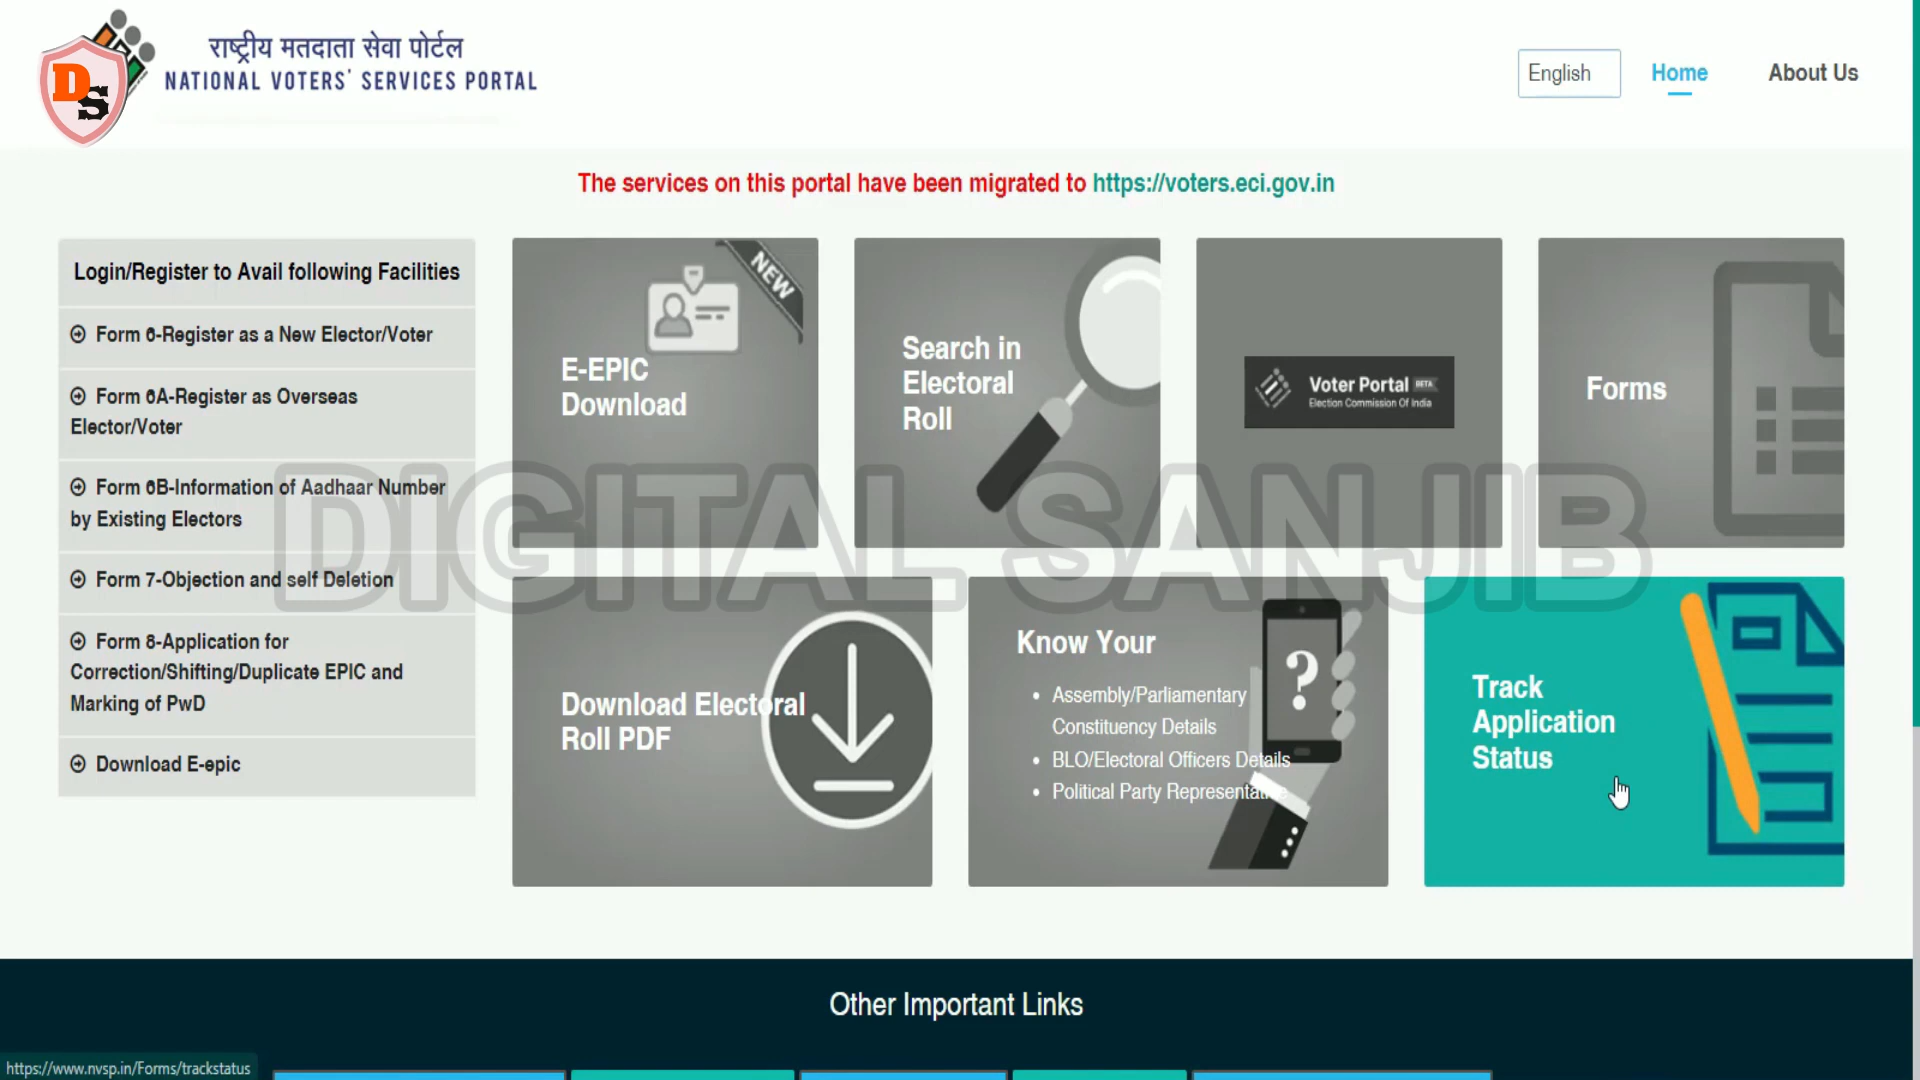 राष्ट्रीय मतदाता सेवा पोर्टल
NATIONAL VOTERS' SERVICES PORTAL
DS
English
Home
About Us
The services on this portal have been migrated to https://voters.eci.gov.in
Login/Register to Avail following Facilities
Form 6-Register as a New Elector/Voter
Form 6A-Register as Overseas
Elector/Voter
Form 6B-Information of Aadhaar Number
by Existing Electors
Form 7-Objection and self Deletion
Form 8-Application for
Correction/Shifting/Duplicate EPIC and
Marking of PwD
Download E-epic
NEW
E-EPIC
Download
Search in
Electoral
Roll
Voter Portal BETA
Election Commission Of India
Forms
DIGITAL SANJIB
Download Electoral
Roll PDF
Know Your
?
• Assembly/Parliamentary
Constituency Details
• BLO/Electoral Officers Details
• Political Party Representative
Track
Application
Status
Other Important Links
https://www.nvsp.in/Forms/trackstatus